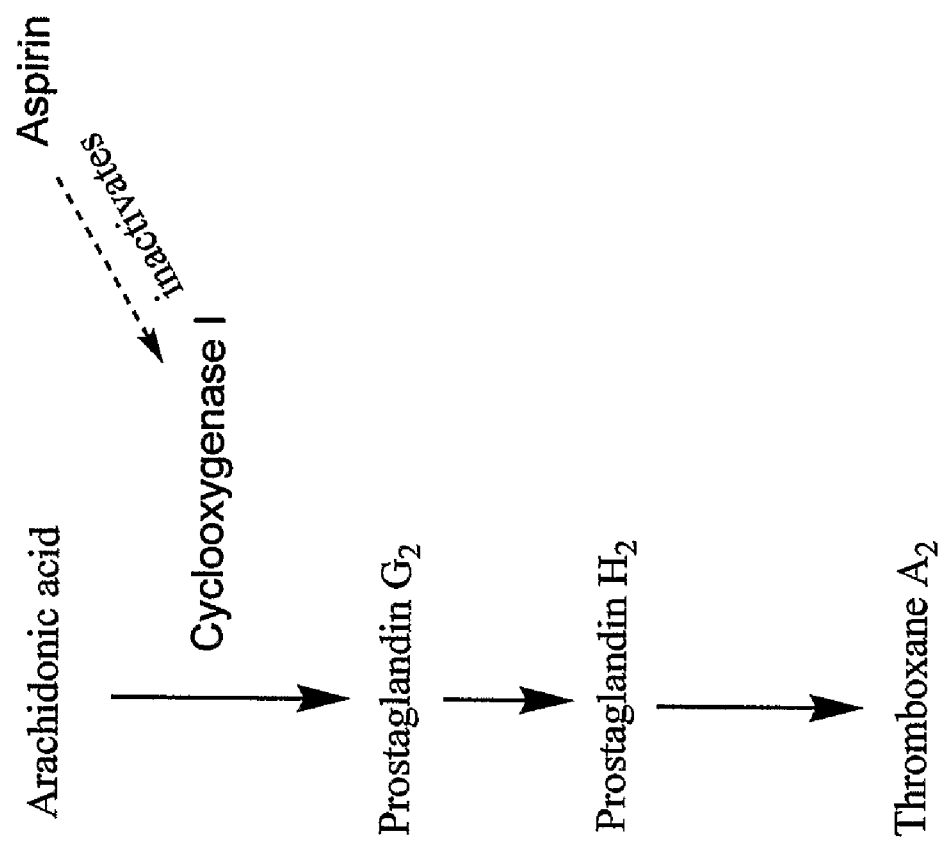 Arachidonic acid
Aspirin
inactivates
Cyclooxygenase I
Prostaglandin G₂
Prostaglandin H₂
Thromboxane A₂